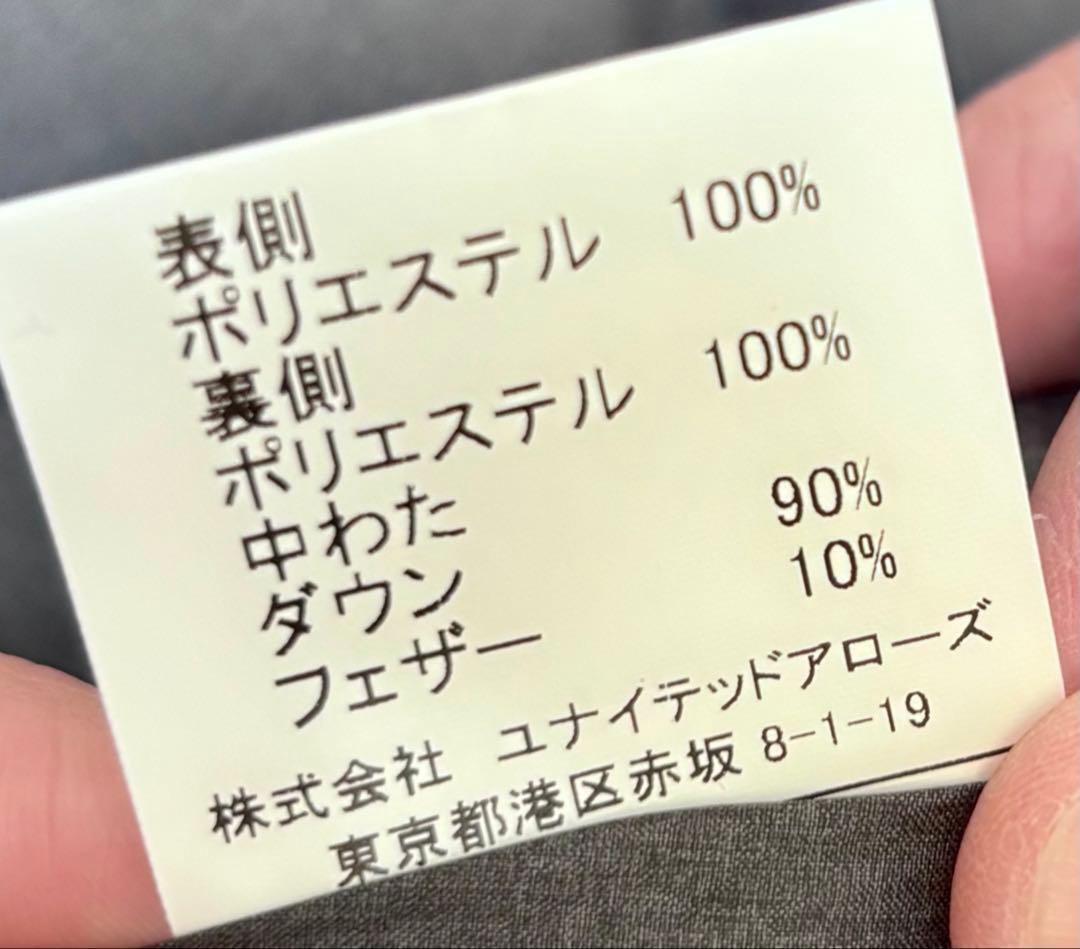 表側
ポリエステル 100%
裏側
ポリエステル 100%
中わた
ダウン 90%
フェザー 10%
株式会社 ユナイテッドアローズ
東京都港区赤坂 8-1-19